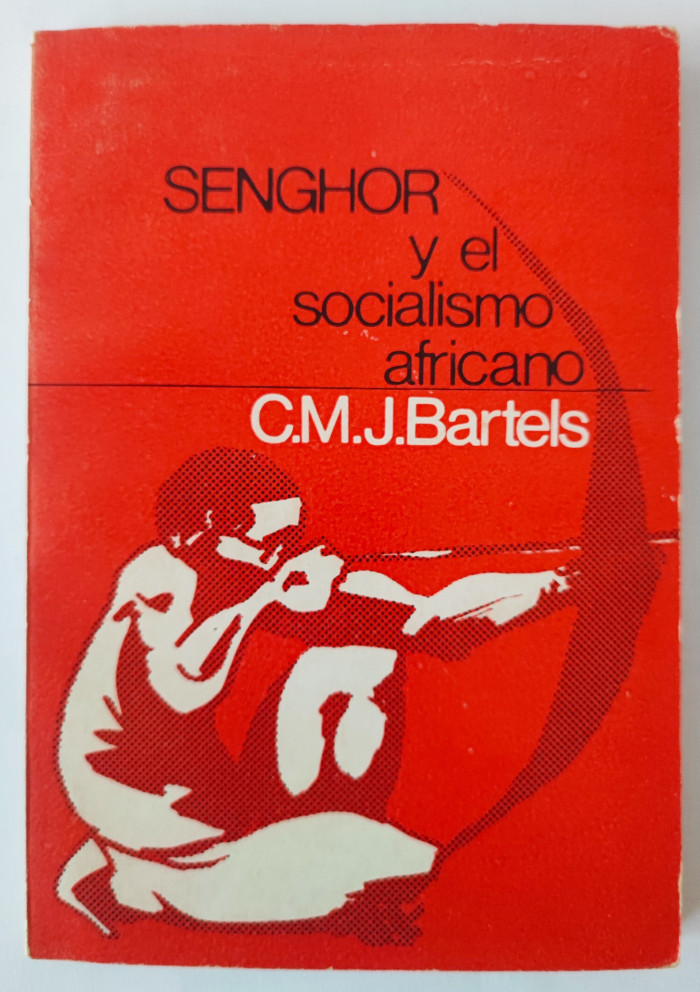 SENGHOR
y el
socialismo
africano
C.M.J.Bartels